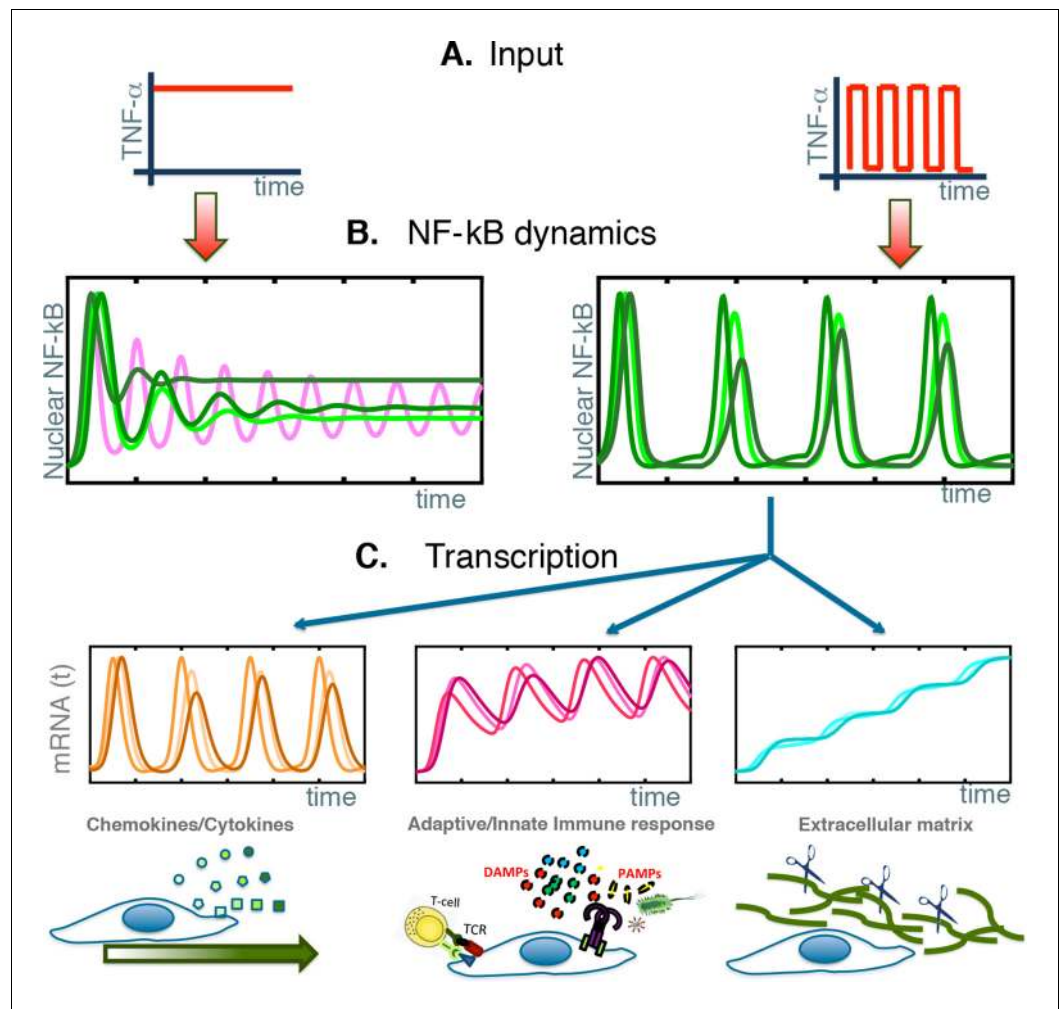 A. Input
TNF-α
time
TNF-α
time
B. NF-kB dynamics
Nuclear NF-kB
time
Nuclear NF-kB
time
C. Transcription
mRNA (t)
time
time
time
Chemokines/Cytokines
Adaptive/Innate Immune response
Extracellular matrix
DAMPs
PAMPs
T-cell
TCR